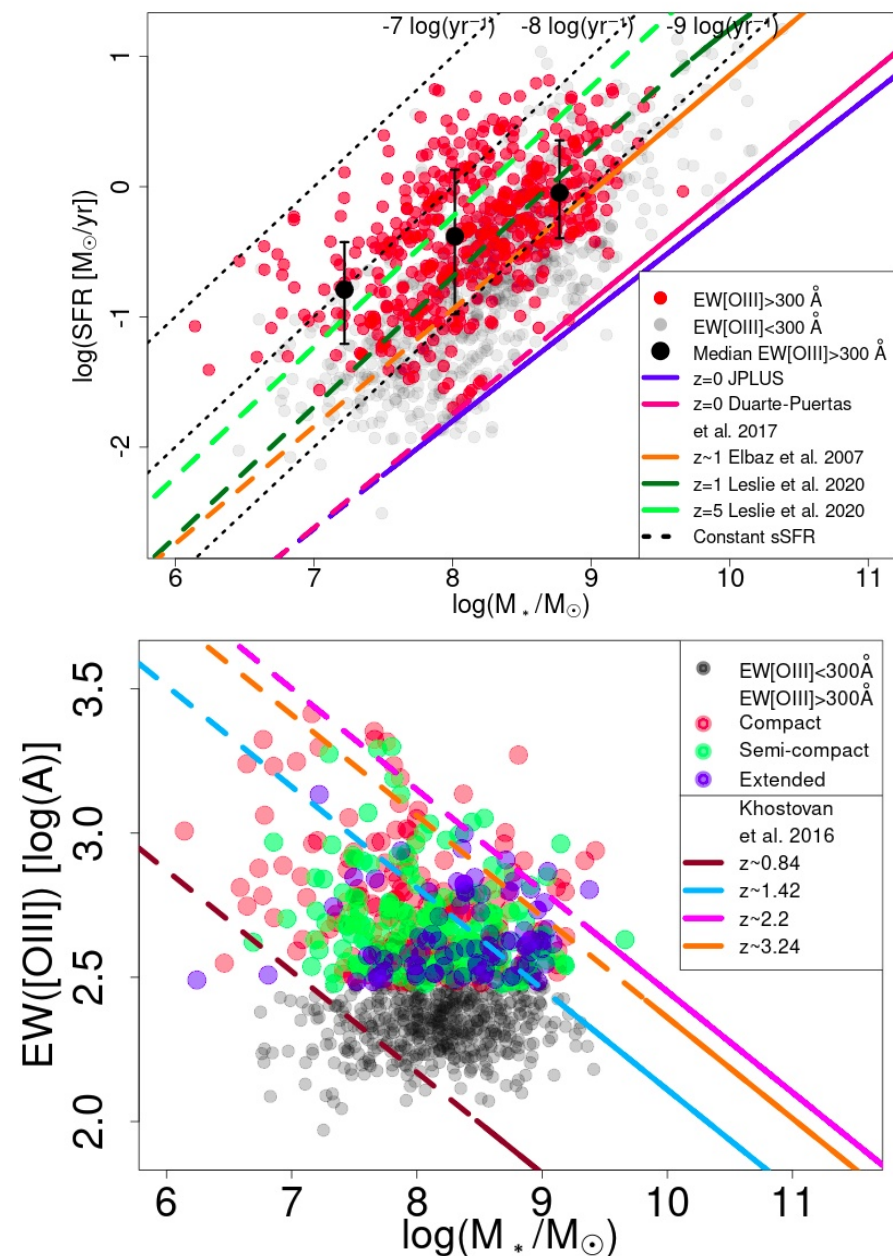 -7 log(yr⁻¹) -8 log(yr⁻¹) -9 log(yr⁻¹)
log(SFR [M☉/yr])
1
0
-1
-2
EW[OIII]>300 Å
EW[OIII]<300 Å
Median EW[OIII]>300 Å
z=0 JPLUS
z=0 Duarte-Puertas
et al. 2017
z~1 Elbaz et al. 2007
z=1 Leslie et al. 2020
z=5 Leslie et al. 2020
Constant sSFR
6 7 8 9 10 11
log(M*/M☉)
EW([OIII]) [log(A)]
3.5
3.0
2.5
2.0
EW[OIII]<300Å
EW[OIII]>300Å
Compact
Semi-compact
Extended
Khostovan
et al. 2016
z~0.84
z~1.42
z~2.2
z~3.24
6 7 8 9 10 11
log(M*/M☉)